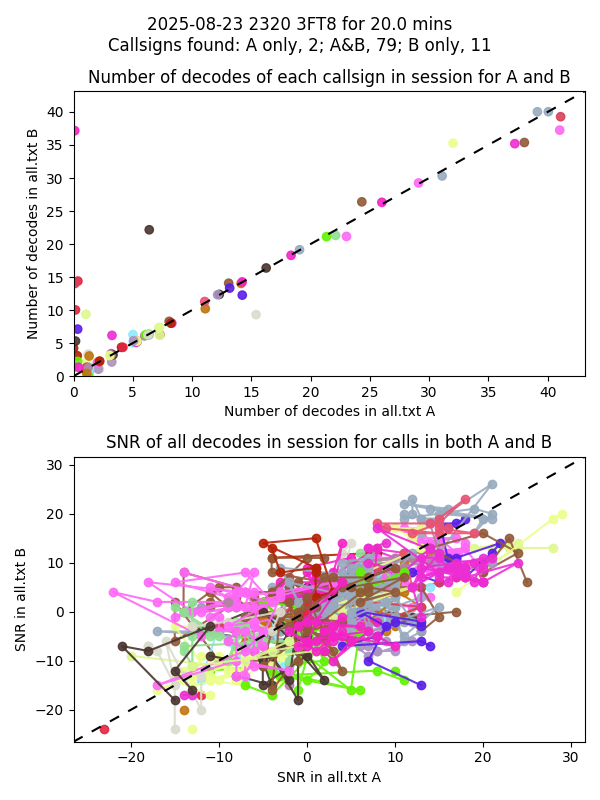 2025-08-23 2320 3FT8 for 20.0 mins
Callsigns found: A only, 2; A&B, 79; B only, 11
Number of decodes of each callsign in session for A and B
Number of decodes in all.txt B
40
35
30
25
20
15
10
5
0
0 5 10 15 20 25 30 35 40
Number of decodes in all.txt A
SNR of all decodes in session for calls in both A and B
SNR in all.txt B
30
20
10
0
−10
−20
−20 −10 0 10 20 30
SNR in all.txt A